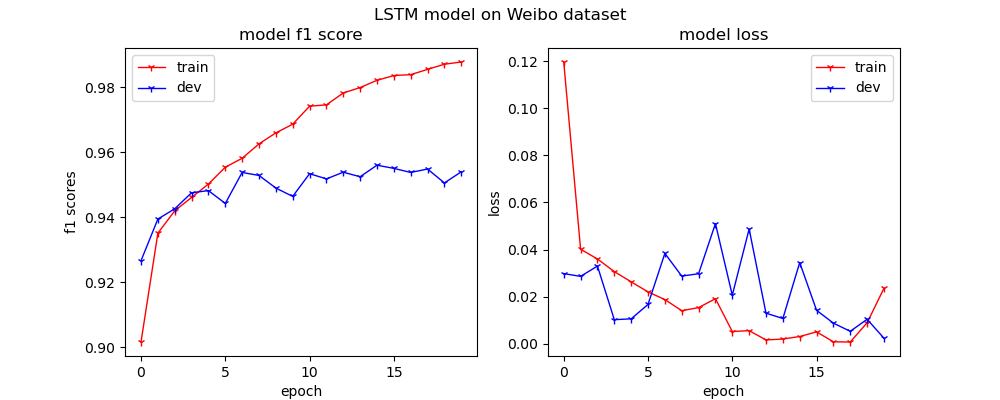 LSTM model on Weibo dataset
model f1 score
train
dev
f1 scores
0.98
0.96
0.94
0.92
0.90
0
5
10
15
epoch
model loss
train
dev
loss
0.12
0.10
0.08
0.06
0.04
0.02
0.00
0
5
10
15
epoch